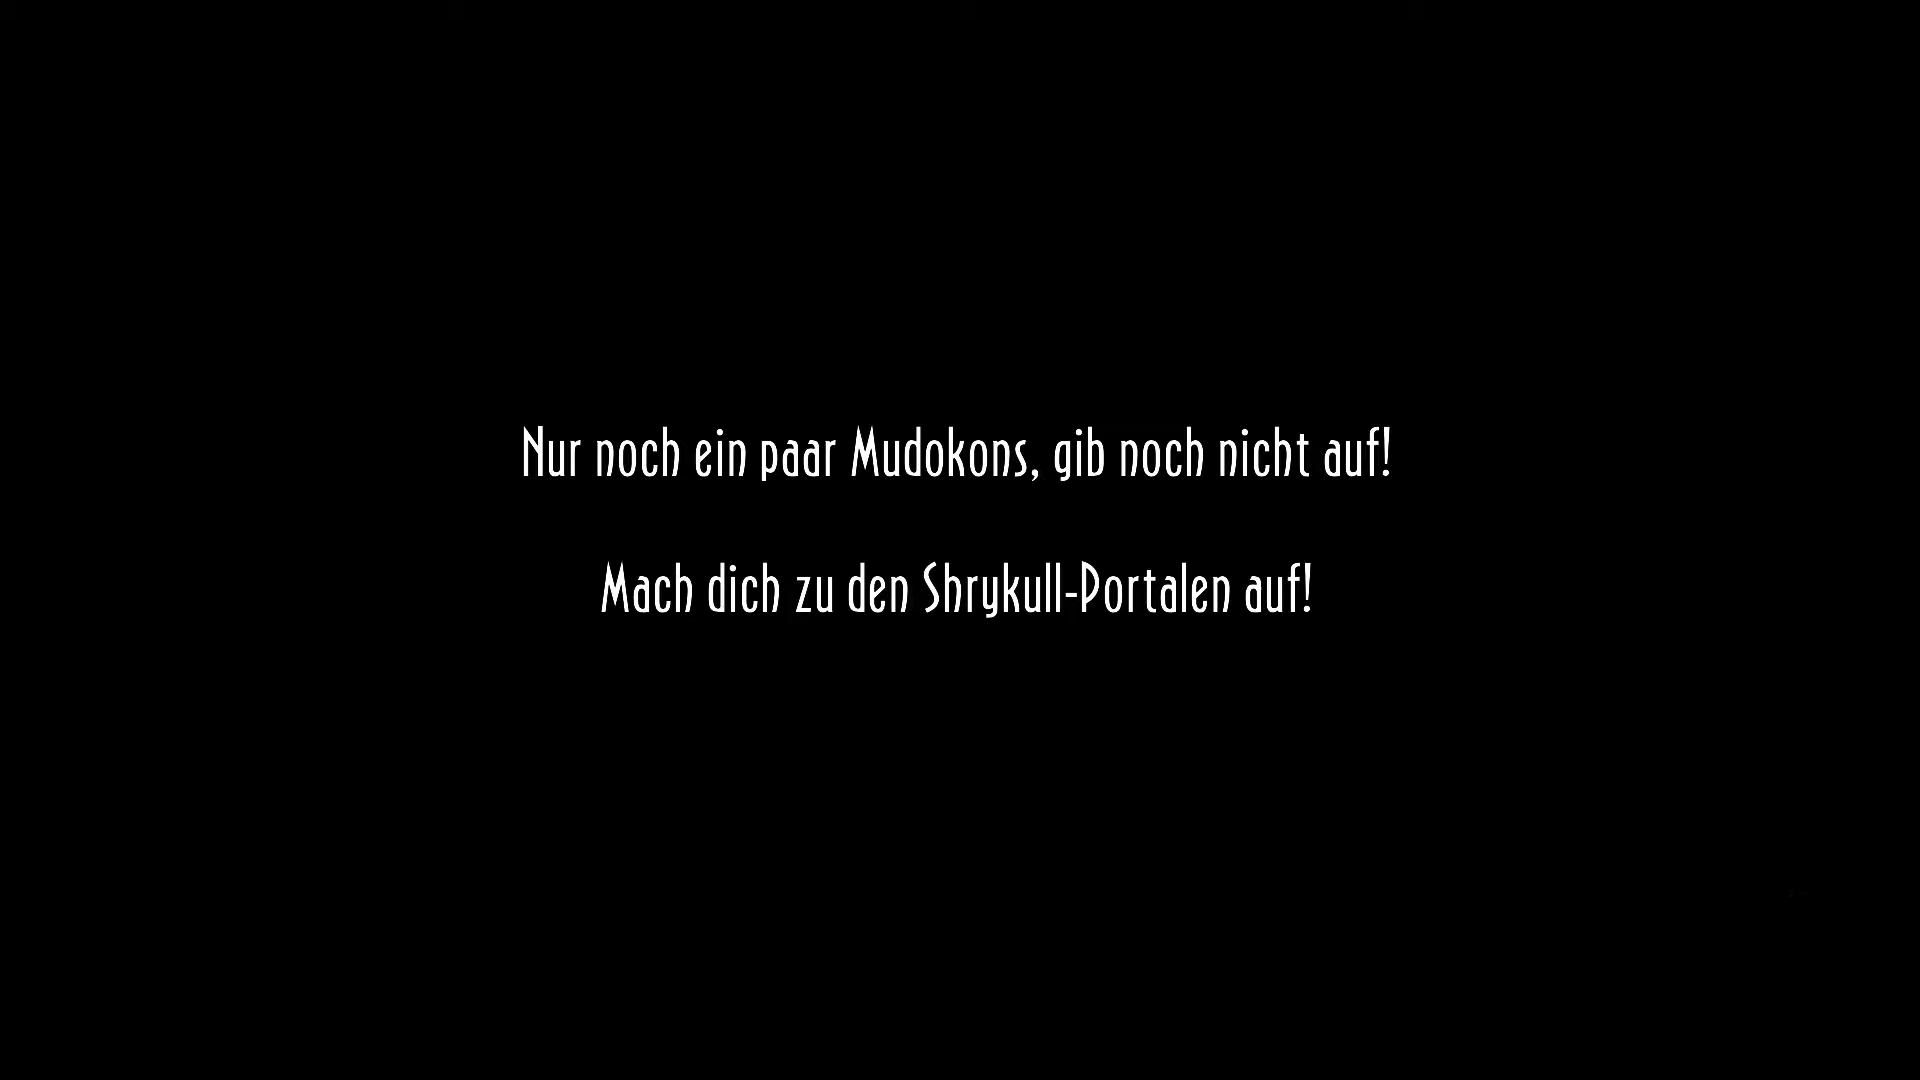 Nur noch ein paar Mudokons, gib noch nicht auf!
Mach dich zu den Shrykull-Portalen auf!